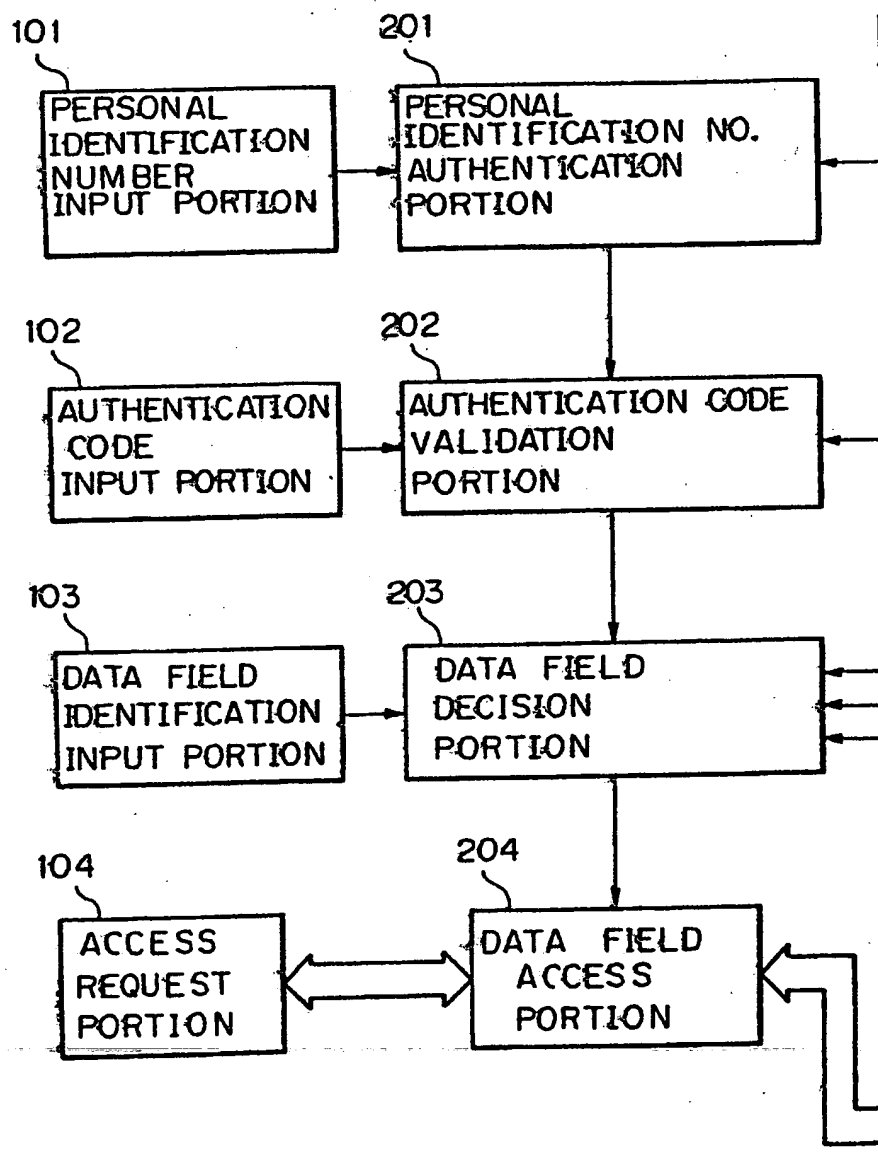 101
PERSONAL
IDENTIFICATION
NUMBER
INPUT PORTION
201
PERSONAL
IDENTIFICATION NO.
AUTHENTICATION
PORTION
102
AUTHENTICATION
CODE
INPUT PORTION
202
AUTHENTICATION CODE
VALIDATION
PORTION
103
DATA FIELD
IDENTIFICATION
INPUT PORTION
203
DATA FIELD
DECISION
PORTION
104
ACCESS
REQUEST
PORTION
204
DATA FIELD
ACCESS
PORTION